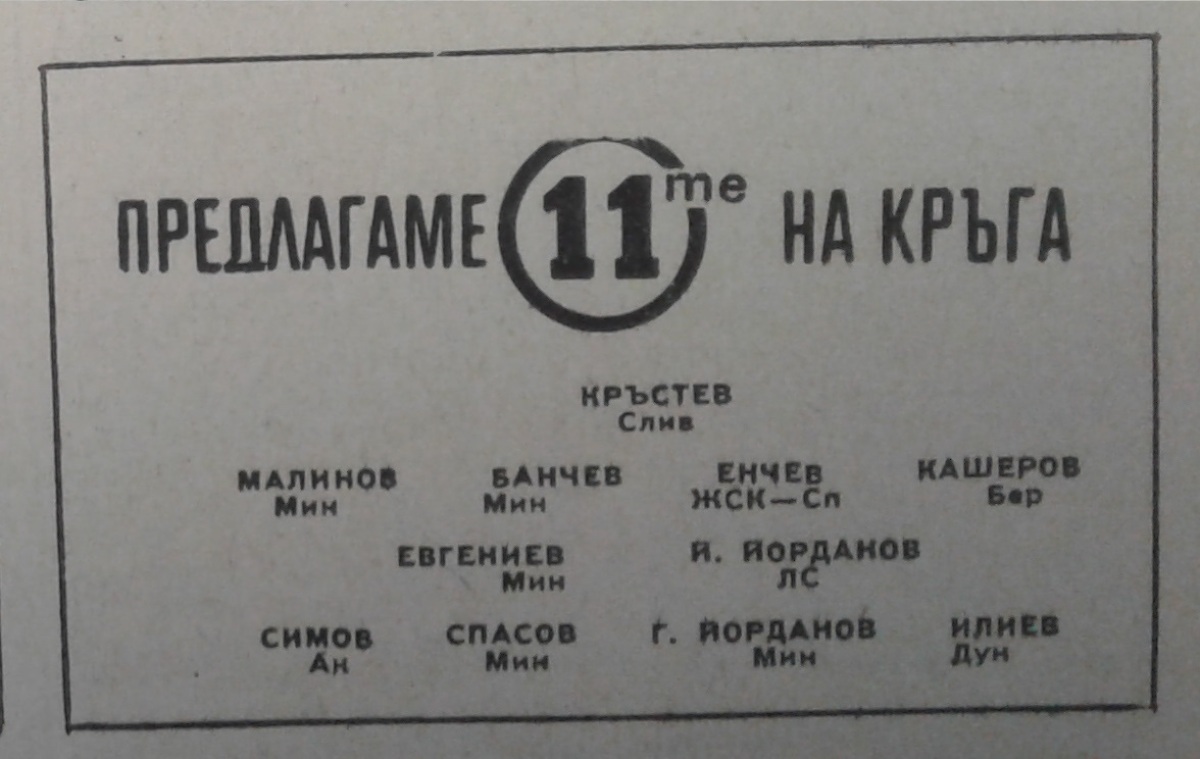 ПРЕДЛАГАМЕ 11те НА КРЪГА
КРЪСТЕВ
Слив
МАЛИНОВ БАНЧЕВ ЕНЧЕВ КАШЕРОВ
Мин Мин ЖСК—Сп Бер
ЕВГЕНИЕВ Й. ЙОРДАНОВ
Мин ЛС
СИМОВ СПАСОВ Г. ЙОРДАНОВ ИЛИЕВ
Ан Мин Мин Дун